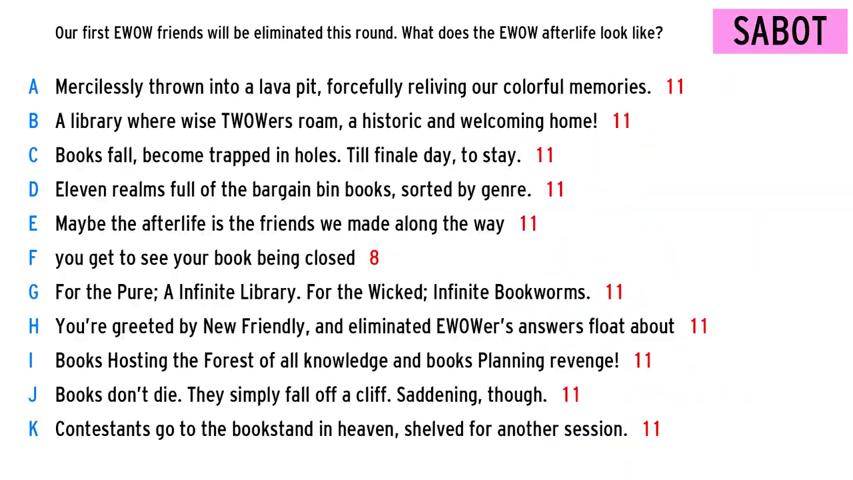 Our first EWOW friends will be eliminated this round. What does the EWOW afterlife look like?
SABOT
A Mercilessly thrown into a lava pit, forcefully reliving our colorful memories. 11
B A library where wise TWOWers roam, a historic and welcoming home! 11
C Books fall, become trapped in holes. Till finale day, to stay. 11
D Eleven realms full of the bargain bin books, sorted by genre. 11
E Maybe the afterlife is the friends we made along the way 11
F you get to see your book being closed 8
G For the Pure; A Infinite Library. For the Wicked; Infinite Bookworms. 11
H You're greeted by New Friendly, and eliminated EWOWer's answers float about 11
I Books Hosting the Forest of all knowledge and books Planning revenge! 11
J Books don't die. They simply fall off a cliff. Saddening, though. 11
K Contestants go to the bookstand in heaven, shelved for another session. 11